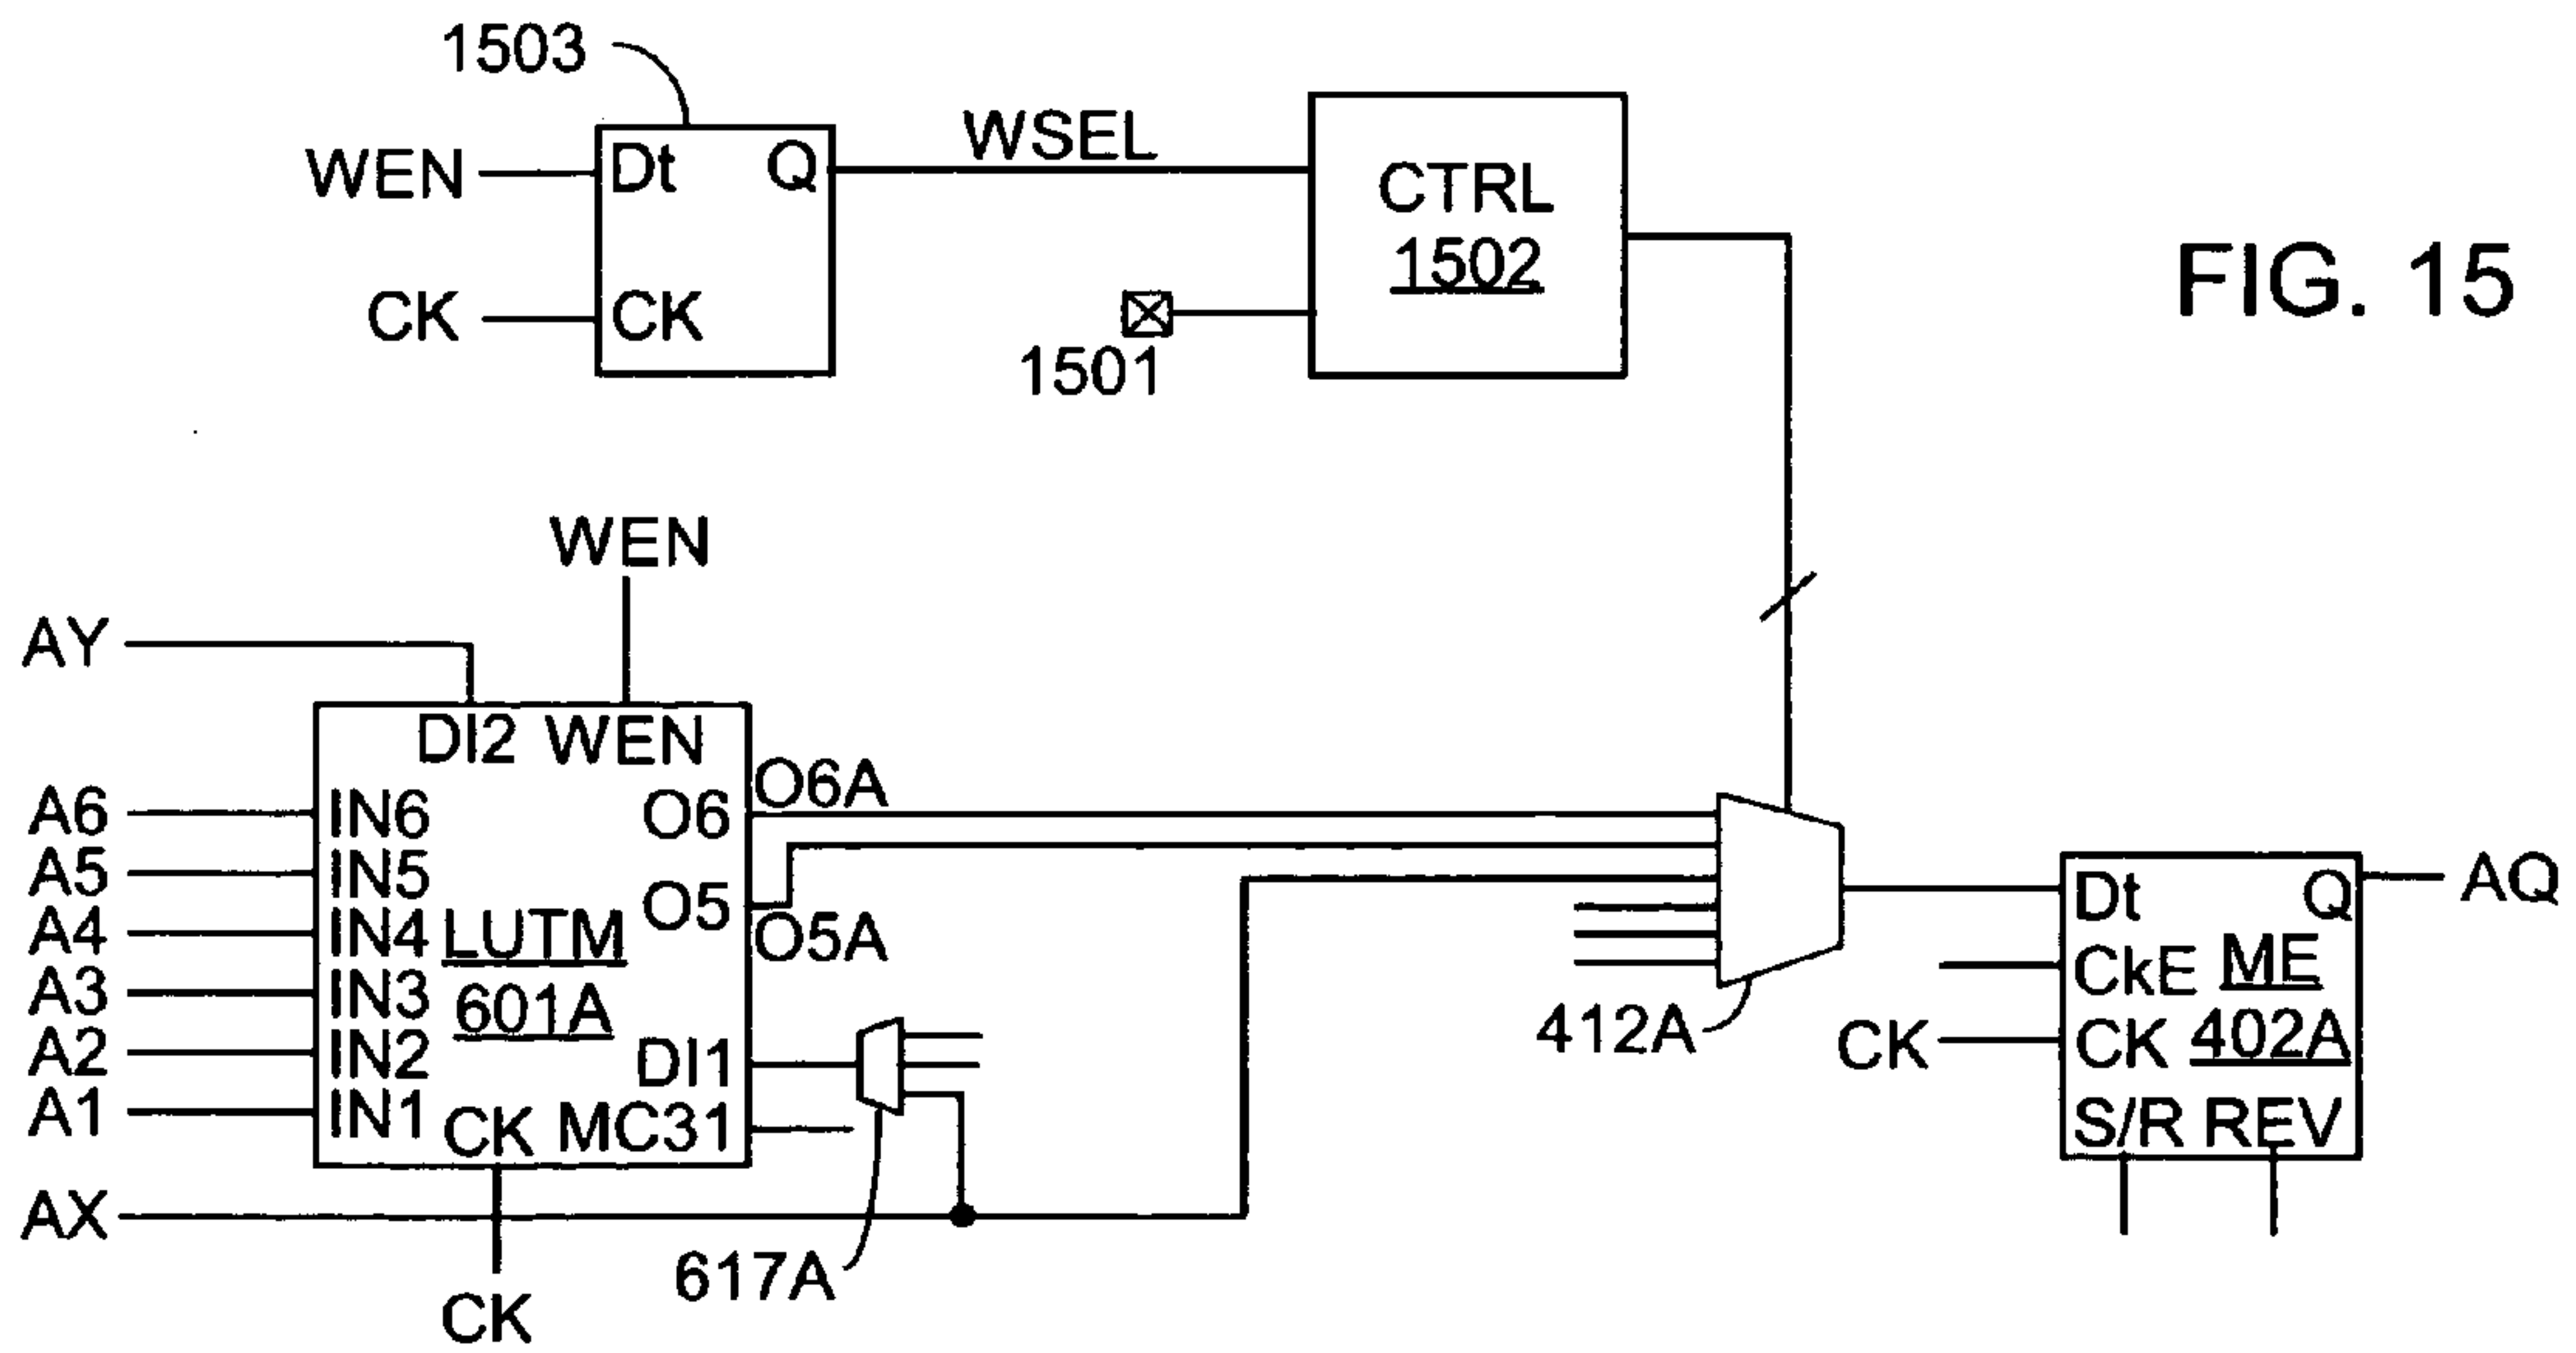 1503
WEN
Dt
Q
WSEL
CTRL
1502
CK
CK
1501
FIG. 15
WEN
AY
DI2
WEN
O6A
A6
IN6
O6
A5
IN5
O5
A4
IN4
LUTM
O5A
A3
IN3
601A
A2
IN2
DI1
A1
IN1
CK
MC31
AX
617A
CK
412A
Dt
Q
AQ
CkE
ME
CK
CK
402A
S/R
REV